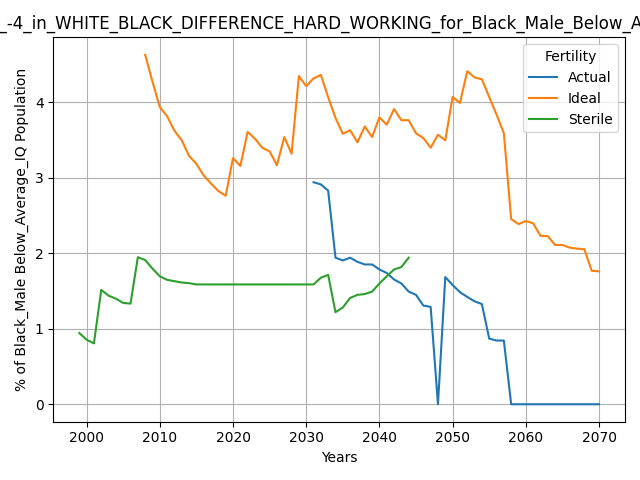 _-4_in_WHITE_BLACK_DIFFERENCE_HARD_WORKING_for_Black_Male_Below_A
Fertility
Actual
Ideal
Sterile
% of Black_Male Below_Average_IQ Population
4
3
2
1
0
2000 2010 2020 2030 2040 2050 2060 2070
Years